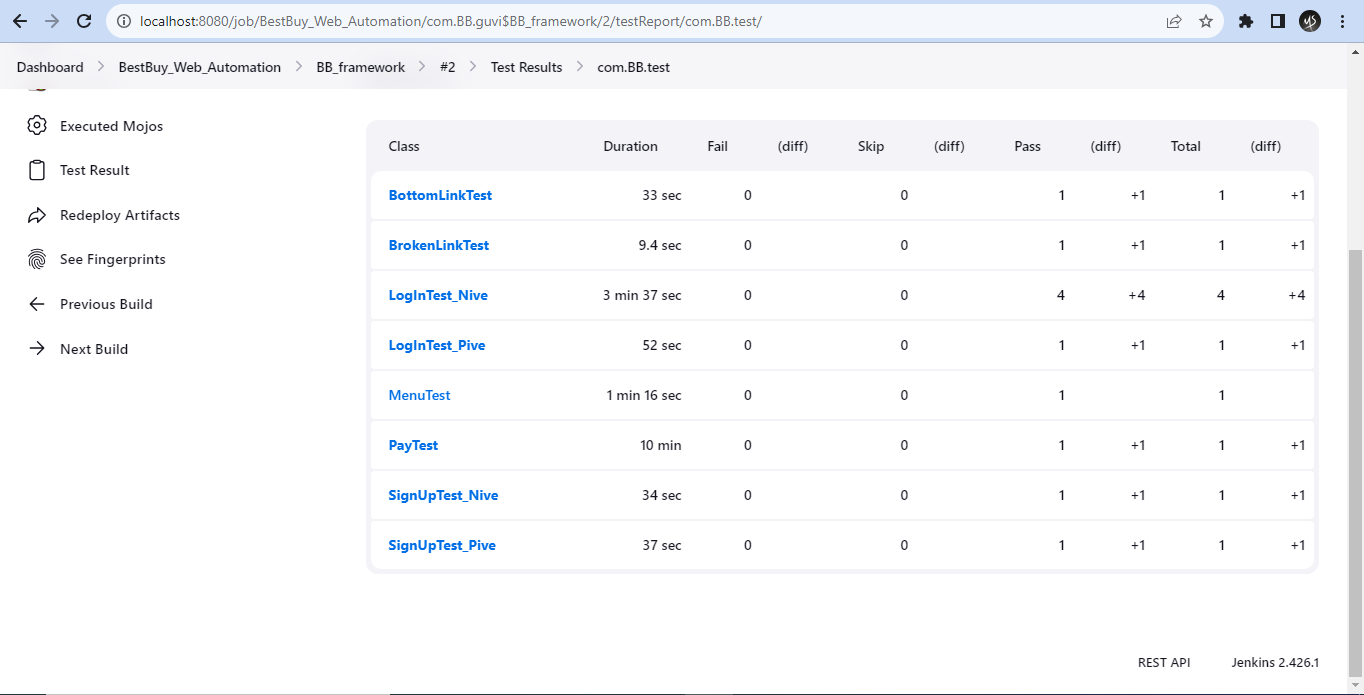 localhost:8080/job/BestBuy_Web_Automation/com.BB.guvi$BB_framework/2/testReport/com.BB.test/
Dashboard BestBuy_Web_Automation BB_framework #2 Test Results com.BB.test
Executed Mojos
Test Result
Redeploy Artifacts
See Fingerprints
Previous Build
Next Build
Class Duration Fail (diff) Skip (diff) Pass (diff) Total (diff)
BottomLinkTest 33 sec 0 0 1 +1 1 +1
BrokenLinkTest 9.4 sec 0 0 1 +1 1 +1
LogInTest_Nive 3 min 37 sec 0 0 4 +4 4 +4
LogInTest_Pive 52 sec 0 0 1 +1 1 +1
MenuTest 1 min 16 sec 0 0 1 1
PayTest 10 min 0 0 1 +1 1 +1
SignUpTest_Nive 34 sec 0 0 1 +1 1 +1
SignUpTest_Pive 37 sec 0 0 1 +1 1 +1
REST API Jenkins 2.426.1